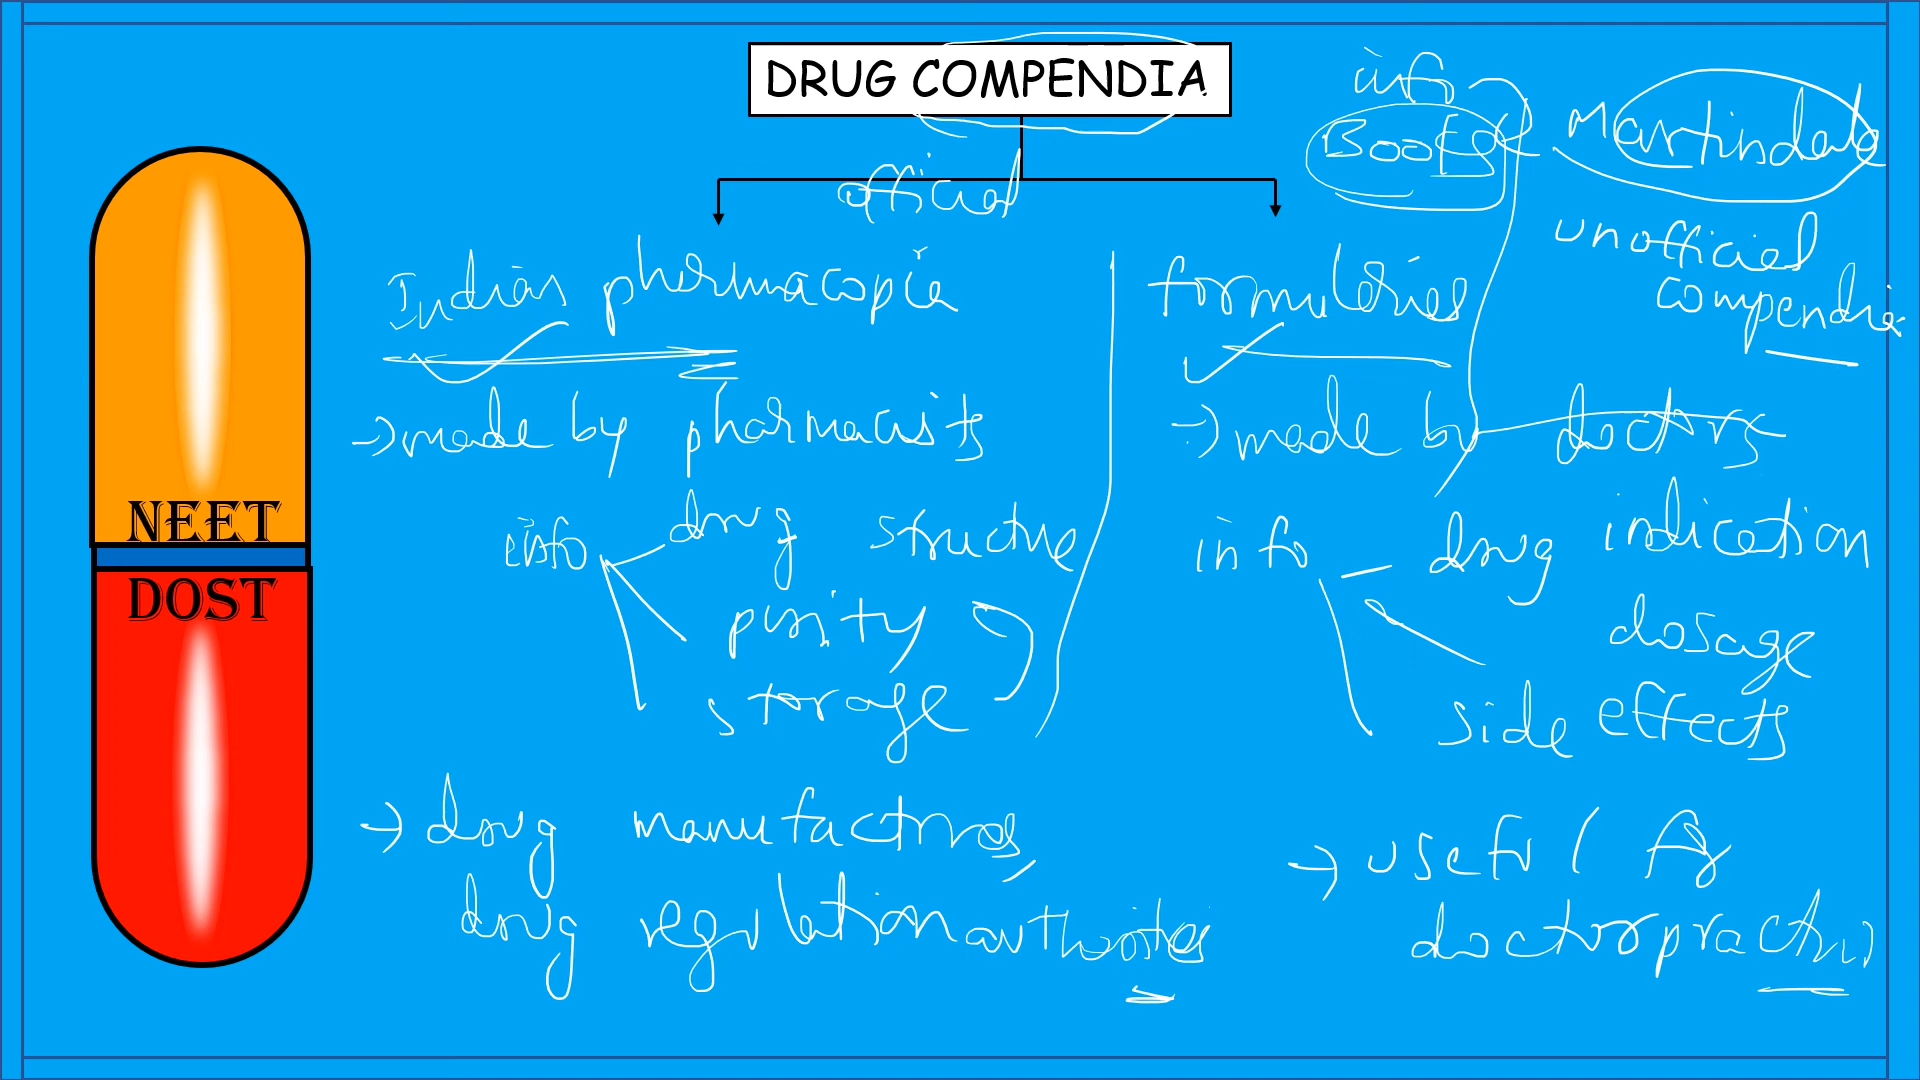 DRUG COMPENDIA
info
Books
Martindale
unofficial
compendia
official
Indian pharmacopia
formularies
→ made by pharmacists
→ made by doctors
info
drug structure
purity
storage
info
drug indication
dosage
side effects
→ drug manufactures,
drug regulation authorities
→ useful for
doctor
NEET
DOST